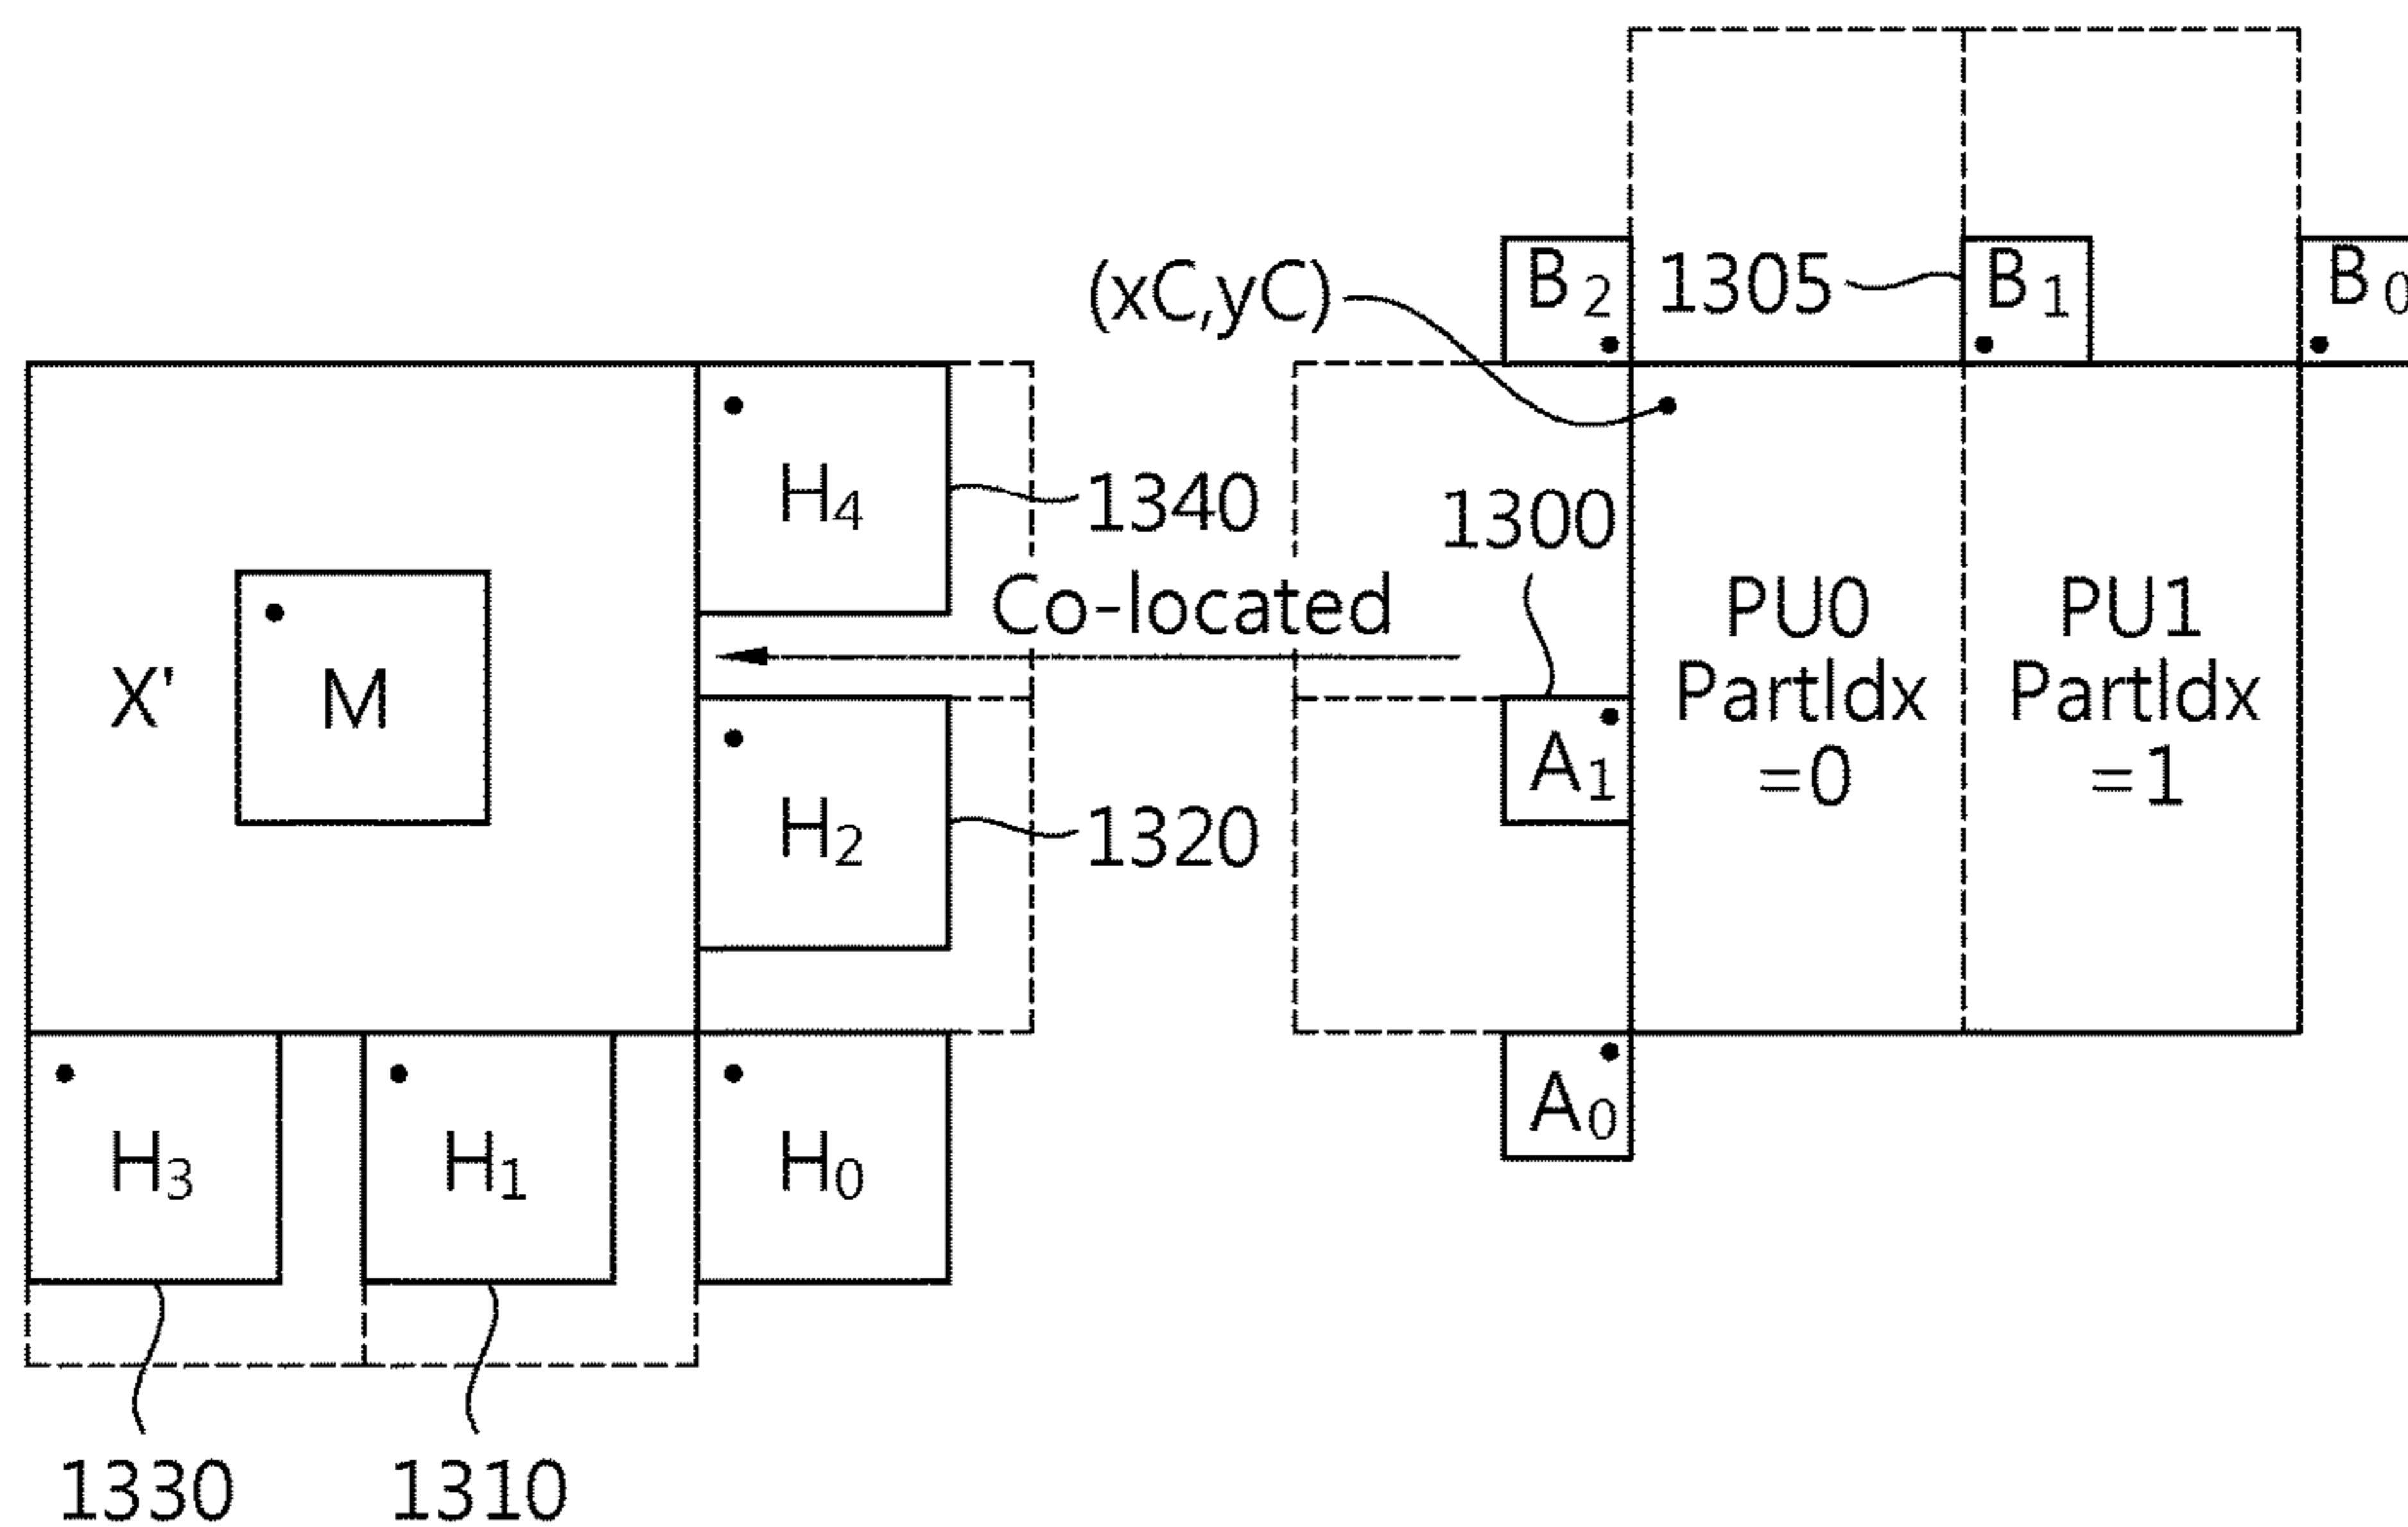 B2
1305
B1
B0
(xC,yC)
H4
1340
1300
Co-located
PU0
PartIdx
=0
PU1
PartIdx
=1
X'
M
H2
1320
A1
A0
H3
H1
H0
1330
1310